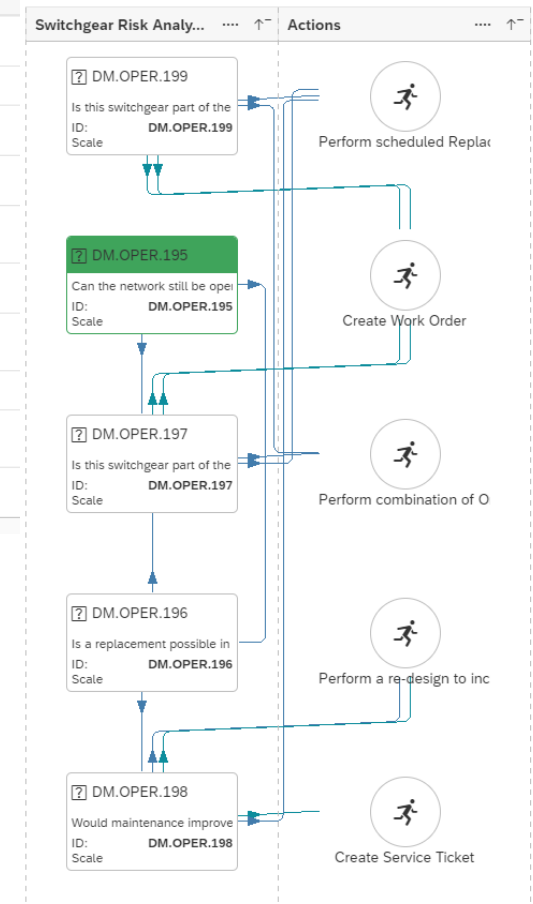 Switchgear Risk Analy...
Actions
DM.OPER.199
Is this switchgear part of the
ID: DM.OPER.199
Scale
Perform scheduled Replac
DM.OPER.195
Can the network still be oper
ID: DM.OPER.195
Scale
Create Work Order
DM.OPER.197
Is this switchgear part of the
ID: DM.OPER.197
Scale
Perform combination of O
DM.OPER.196
Is a replacement possible in
ID: DM.OPER.196
Scale
Perform a re-design to inc
DM.OPER.198
Would maintenance improve
ID: DM.OPER.198
Scale
Create Service Ticket